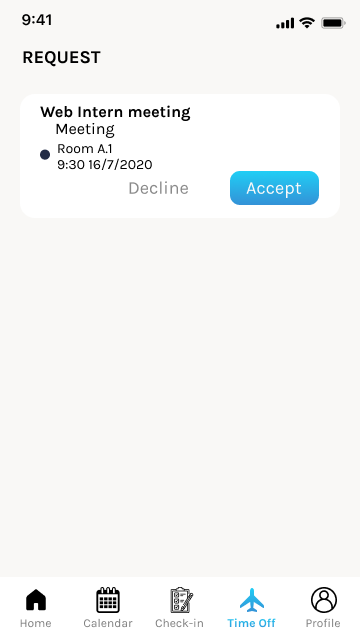 9:41
REQUEST
Web Intern meeting
Meeting
Room A.1
9:30 16/7/2020
Decline
Accept
Home
Calendar
Check-in
Time Off
Profile